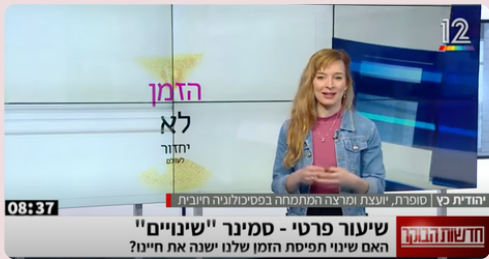 12
הזמן
לא
יחזור
לעולם
יהודית כץ | סופרת, יועצת ומרצה המתמחה בפסיכולוגיה חיובית
08:37
שיעור פרטי - סמינר "שינויים"
חדשות הבוקר
האם שינוי תפיסת הזמן שלנו ישנה את חיינו?